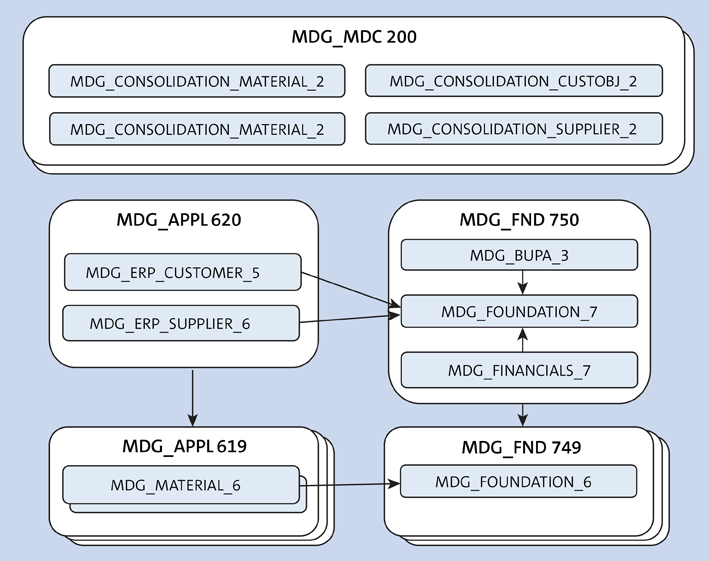 MDG_MDC 200
MDG_CONSOLIDATION_MATERIAL_2
MDG_CONSOLIDATION_CUSTOBJ_2
MDG_CONSOLIDATION_MATERIAL_2
MDG_CONSOLIDATION_SUPPLIER_2
MDG_APPL 620
MDG_ERP_CUSTOMER_5
MDG_ERP_SUPPLIER_6
MDG_FND 750
MDG_BUPA_3
MDG_FOUNDATION_7
MDG_FINANCIALS_7
MDG_APPL 619
MDG_MATERIAL_6
MDG_FND 749
MDG_FOUNDATION_6